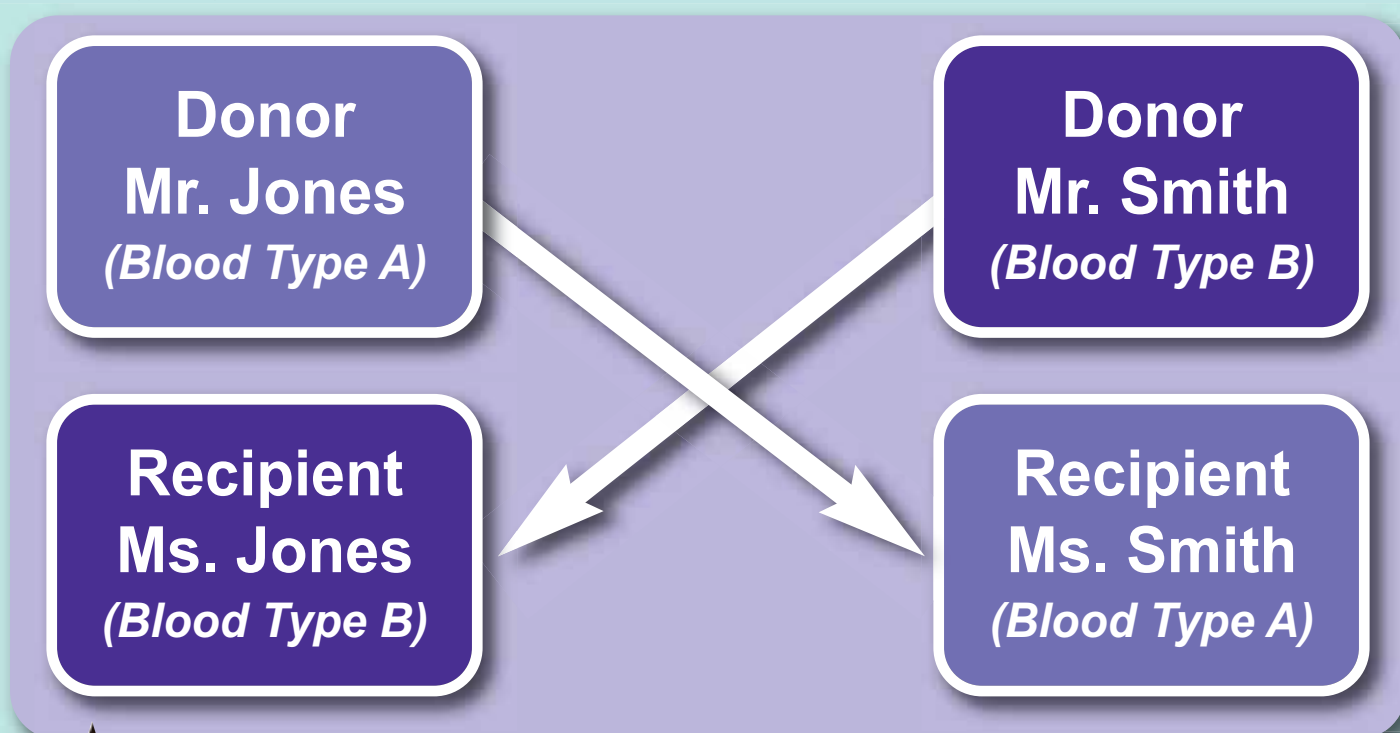 Donor
Mr. Jones
(Blood Type A)
Donor
Mr. Smith
(Blood Type B)
Recipient
Ms. Jones
(Blood Type B)
Recipient
Ms. Smith
(Blood Type A)